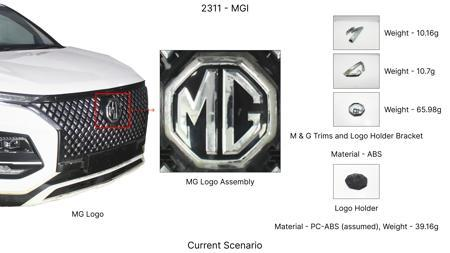 2311 - MGI
Weight - 10.16g
Weight - 10.7g
Weight - 65.98g
M & G Trims and Logo Holder Bracket
Material - ABS
MG
MG Logo Assembly
MG Logo
Logo Holder
Material - PC-ABS (assumed), Weight - 39.16g
Current Scenario